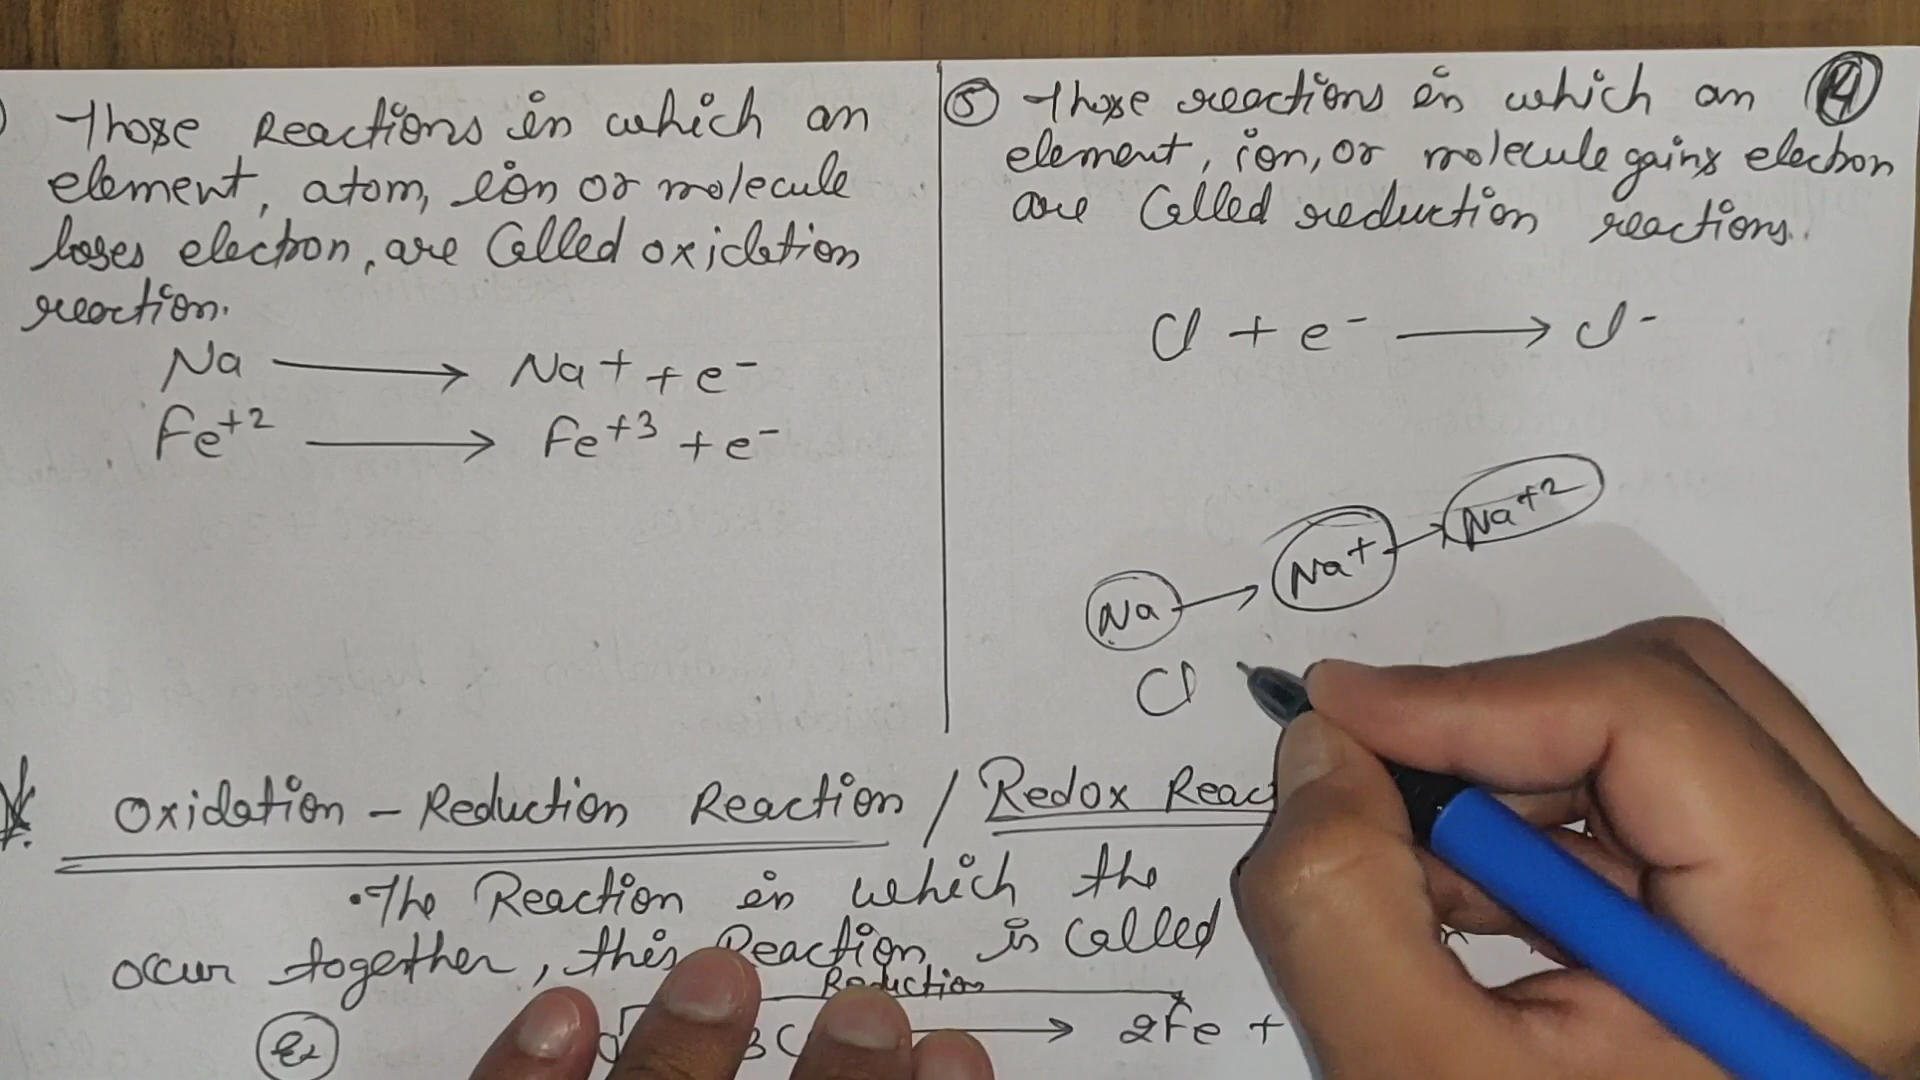 Those Reactions in which an
element, atom, ion or molecule
loses electron, are Called oxidation
reaction.
Na ⟶ Na+ + e-
Fe+2 ⟶ Fe+3 + e-
⑤ Those reactions in which an
④
element, ion, or molecule gains electron
are Called reduction reactions.
Cl + e- ⟶ Cl-
Na → Na+ → Na+2
Cl
Oxidation - Reduction Reaction / Redox Reac
• The Reaction in which the
occur together, this Reaction is Called
Reduction
Ex
⟶ 2Fe +